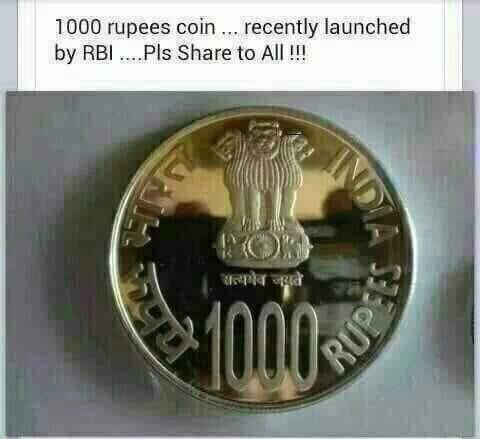 1000 rupees coin ... recently launched
by RBI ....Pls Share to All !!!
भारत
INDIA
सत्यमेव जयते
रुपये
1000
RUPEES